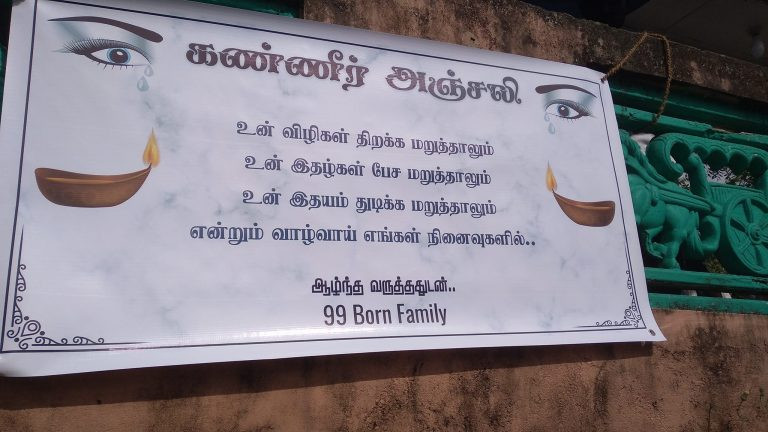 கண்ணீர் அஞ்சலி
உன் விழிகள் திறக்க மறுத்தாலும்
உன் இதழ்கள் பேச மறுத்தாலும்
உன் இதயம் துடிக்க மறுத்தாலும்
என்றும் வாழ்வாய் எங்கள் நினைவுகளில்..
ஆழ்ந்த வருத்ததுடன்..
99 Born Family